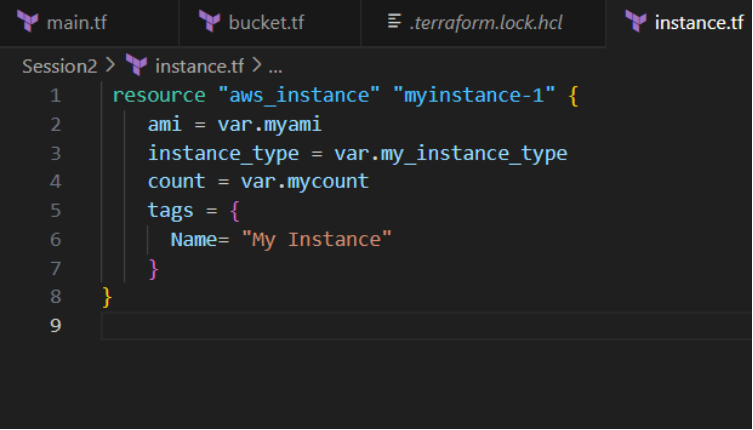 main.tf bucket.tf .terraform.lock.hcl instance.tf
Session2 > instance.tf > ...
1 resource "aws_instance" "myinstance-1" {
2 ami = var.myami
3 instance_type = var.my_instance_type
4 count = var.mycount
5 tags = {
6 Name= "My Instance"
7 }
8 }
9